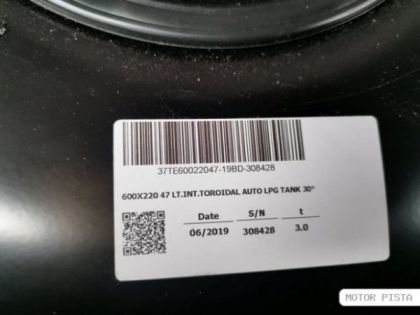 37TE60022047-19BD-308428
600X220 47 LT.INT.TOROIDAL AUTO LPG TANK 30°
Date S/N t
06/2019 308428 3.0
MOTOR PISTA